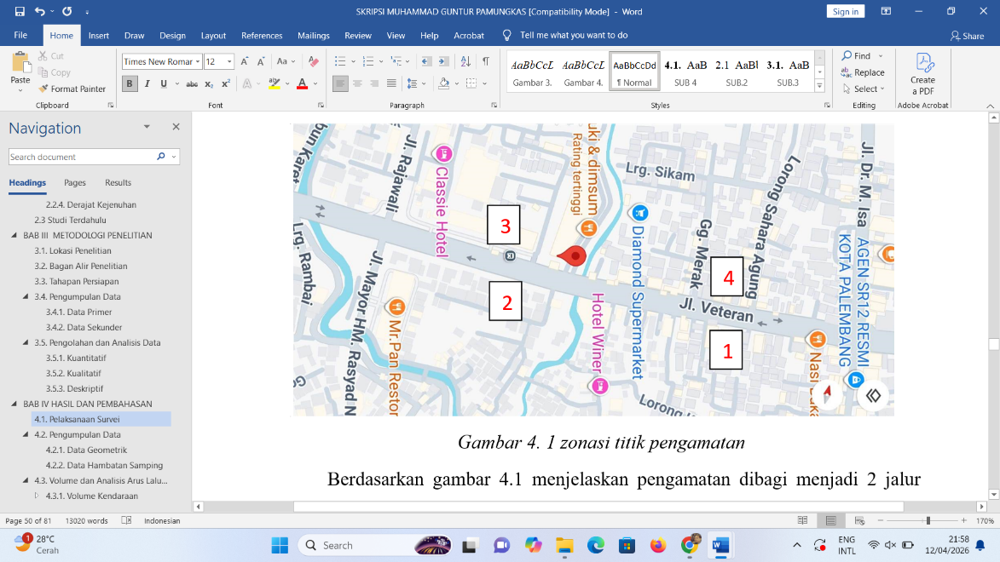 SKRIPSI MUHAMMAD GUNTUR PAMUNGKAS [Compatibility Mode] - Word
Sign in
File Home Insert Draw Design Layout References Mailings Review View Help Acrobat Tell me what you want to do Share
Paste
Cut
Copy
Format Painter
Clipboard
Times New Roman 12
Font
Paragraph
AaBbCcL AaBbCcL AaBbCcDd 4.1. AaB 2.1 AaBl 3.1. AaB
Gambar 3. Gambar 4. ¶ Normal SUB 4 SUB.2 SUB.3
Styles
Find
Replace
Select
Editing
Create a PDF
Adobe Acrobat
Navigation
Search document
Headings Pages Results
2.2.4. Derajat Kejenuhan
2.3 Studi Terdahulu
BAB III METODOLOGI PENELITIAN
3.1. Lokasi Penelitian
3.2. Bagan Alir Penelitian
3.3. Tahapan Persiapan
3.4. Pengumpulan Data
3.4.1. Data Primer
3.4.2. Data Sekunder
3.5. Pengolahan dan Analisis Data
3.5.1. Kuantitatif
3.5.2. Kualitatif
3.5.3. Deskriptif
BAB IV HASIL DAN PEMBAHASAN
4.1. Pelaksanaan Survei
4.2. Pengumpulan Data
4.2.1. Data Geometrik
4.2.2. Data Hambatan Samping
4.3. Volume dan Analisis Arus Lalu...
4.3.1. Volume Kendaraan
Jl. Rajawali
Classie Hotel
uki & dimsum
Rating tertinggi
Lrg. Sikam
Lorong Sahara Agung
Jl. Dr. M. Isa
AGEN SR12 RESMI
KOTA PALEMBANG
3
Diamond Supermarket
Gg. Merak
4
Lrg. Rambai
Jl. Mayor HM. Rasyad N
2
Jl. Veteran
Mr.Pan Restor
Hotel Winer
1
Nasi
Lorong
Gambar 4. 1 zonasi titik pengamatan
Berdasarkan gambar 4.1 menjelaskan pengamatan dibagi menjadi 2 jalur
Page 50 of 81 13020 words Indonesian 170%
1
28°C
Cerah
Search
ENG
INTL
21:58
12/04/2026